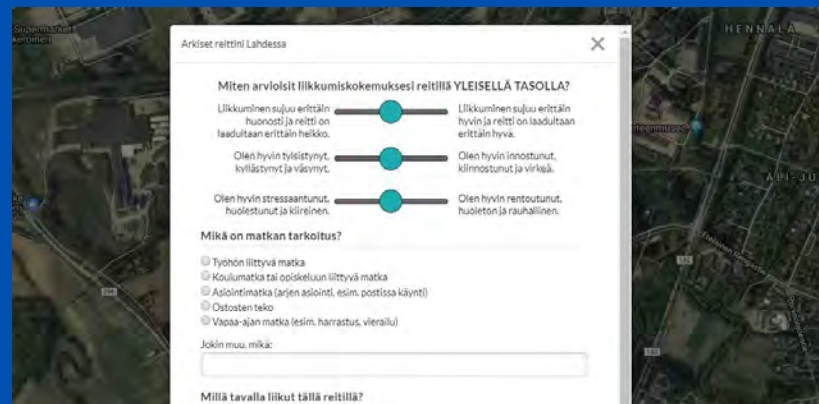 Supermarket
HENNALA
Arkiset reittini Lahdessa
Miten arvioisit liikkumiskokemuksesi reitillä YLEISELLÄ TASOLLA?
Liikkuminen sujuu erittäin
huonosti ja reitti on
laadultaan erittäin heikko.
Liikkuminen sujuu erittäin
hyvin ja reitti on laadultaan
erittäin hyvä.
Olen hyvin tylsistynyt,
kyllästynyt ja väsynyt.
Olen hyvin innostunut,
kiinnostunut ja virkeä.
Olen hyvin stressaantunut,
huolestunut ja kiireinen.
Olen hyvin rentoutunut,
huoleton ja rauhallinen.
Mikä on matkan tarkoitus?
Työhön liittyvä matka
Koulumatka tai opiskeluun liittyvä matka
Asiointimatka (arjen asiointi, esim. postissa käynti)
Ostosten teko
Vapaa-ajan matka (esim. harrastus, vierailu)
Jokin muu, mikä:
Millä tavalla liikut tällä reitillä?
ALI-JU